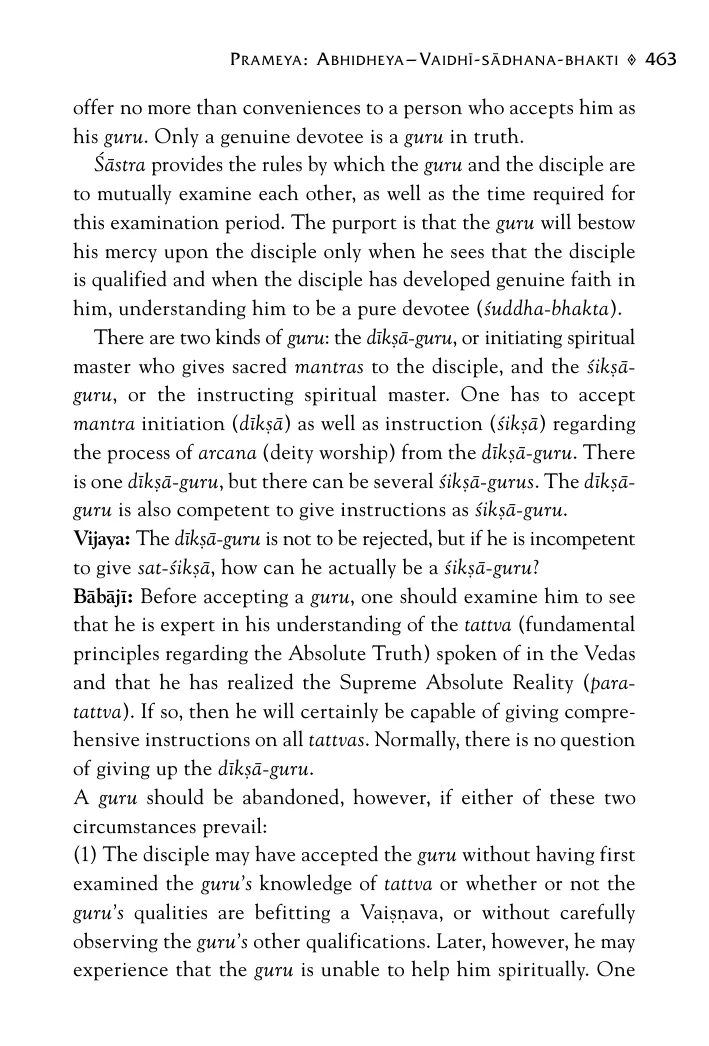 PRAMEYA: ABHIDHEYA–VAIDHĪ-SĀDHANA-BHAKTI ◊ 463
offer no more than conveniences to a person who accepts him as
his guru. Only a genuine devotee is a guru in truth.
Śāstra provides the rules by which the guru and the disciple are
to mutually examine each other, as well as the time required for
this examination period. The purport is that the guru will bestow
his mercy upon the disciple only when he sees that the disciple
is qualified and when the disciple has developed genuine faith in
him, understanding him to be a pure devotee (śuddha-bhakta).
There are two kinds of guru: the dīkṣā-guru, or initiating spiritual
master who gives sacred mantras to the disciple, and the śikṣā-
guru, or the instructing spiritual master. One has to accept
mantra initiation (dīkṣā) as well as instruction (śikṣā) regarding
the process of arcana (deity worship) from the dīkṣā-guru. There
is one dīkṣā-guru, but there can be several śikṣā-gurus. The dīkṣā-
guru is also competent to give instructions as śikṣā-guru.
Vijaya: The dīkṣā-guru is not to be rejected, but if he is incompetent
to give sat-śikṣā, how can he actually be a śikṣā-guru?
Bābājī: Before accepting a guru, one should examine him to see
that he is expert in his understanding of the tattva (fundamental
principles regarding the Absolute Truth) spoken of in the Vedas
and that he has realized the Supreme Absolute Reality (para-
tattva). If so, then he will certainly be capable of giving compre-
hensive instructions on all tattvas. Normally, there is no question
of giving up the dīkṣā-guru.
A guru should be abandoned, however, if either of these two
circumstances prevail:
(1) The disciple may have accepted the guru without having first
examined the guru’s knowledge of tattva or whether or not the
guru’s qualities are befitting a Vaiṣṇava, or without carefully
observing the guru’s other qualifications. Later, however, he may
experience that the guru is unable to help him spiritually. One